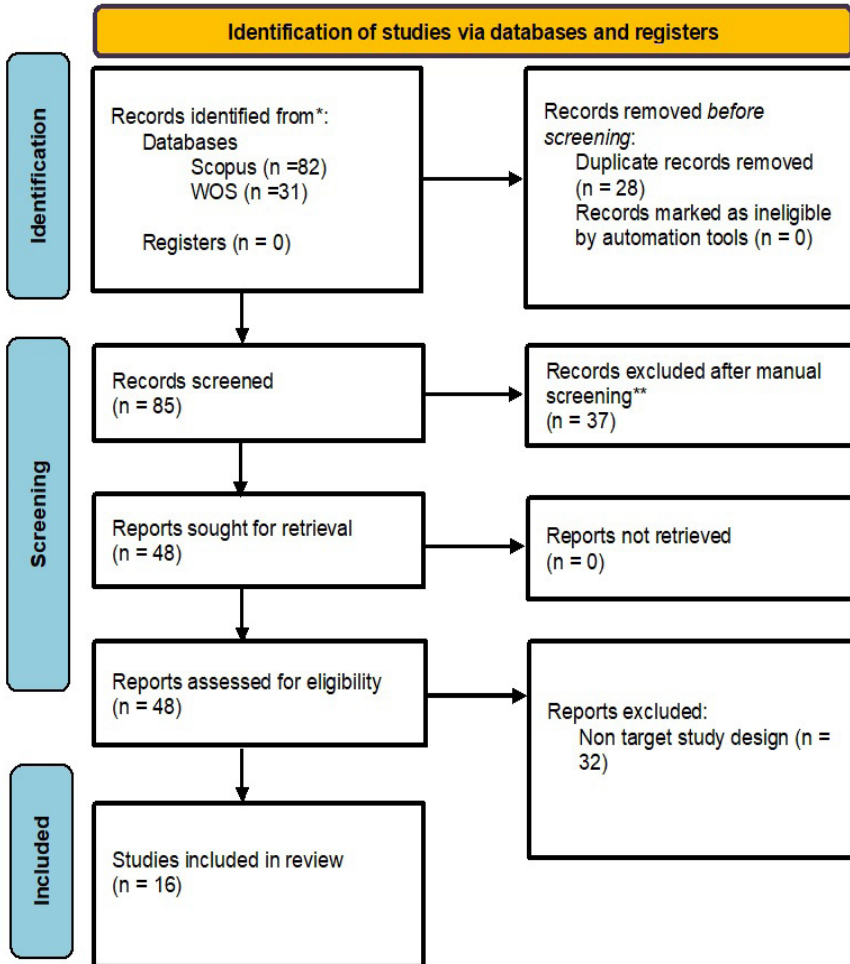 Identification of studies via databases and registers
Identification
Records identified from*:
Databases
Scopus (n =82)
WOS (n =31)
Registers (n = 0)
Records removed before
screening:
Duplicate records removed
(n = 28)
Records marked as ineligible
by automation tools (n = 0)
Screening
Records screened
(n = 85)
Records excluded after manual
screening**
(n = 37)
Reports sought for retrieval
(n = 48)
Reports not retrieved
(n = 0)
Reports assessed for eligibility
(n = 48)
Reports excluded:
Non target study design (n =
32)
Included
Studies included in review
(n = 16)